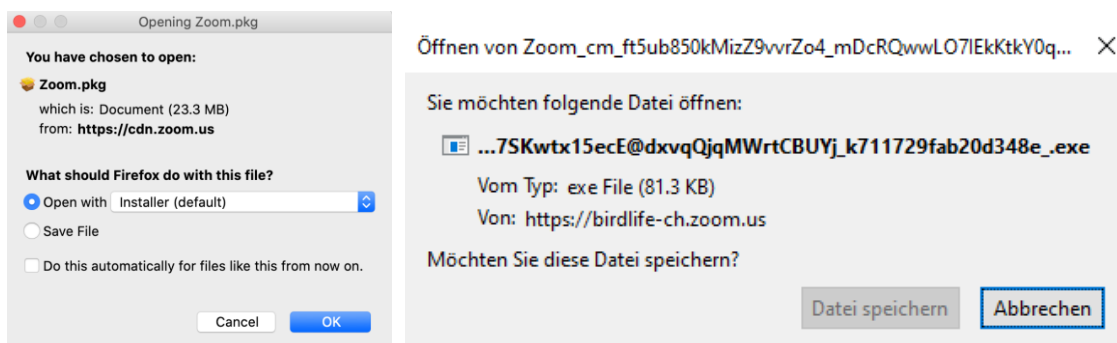 Opening Zoom.pkg
You have chosen to open:
Zoom.pkg
which is: Document (23.3 MB)
from: https://cdn.zoom.us
What should Firefox do with this file?
Open with Installer (default)
Save File
Do this automatically for files like this from now on.
Cancel OK
Öffnen von Zoom_cm_ft5ub850kMizZ9vvrZo4_mDcRQwwLO7lEkKtkY0q...
Sie möchten folgende Datei öffnen:
...7SKwtx15ecE@dxvqQjqMWrtCBUYj_k711729fab20d348e_.exe
Vom Typ: exe File (81.3 KB)
Von: https://birdlife-ch.zoom.us
Möchten Sie diese Datei speichern?
Datei speichern Abbrechen